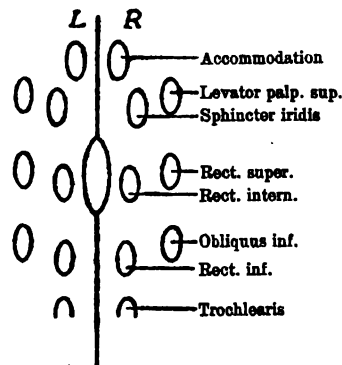 L R
Accommodation
Levator palp. sup.
Sphincter iridis
Rect. super.
Rect. intern.
Obliquus inf.
Rect. inf.
Trochlearis